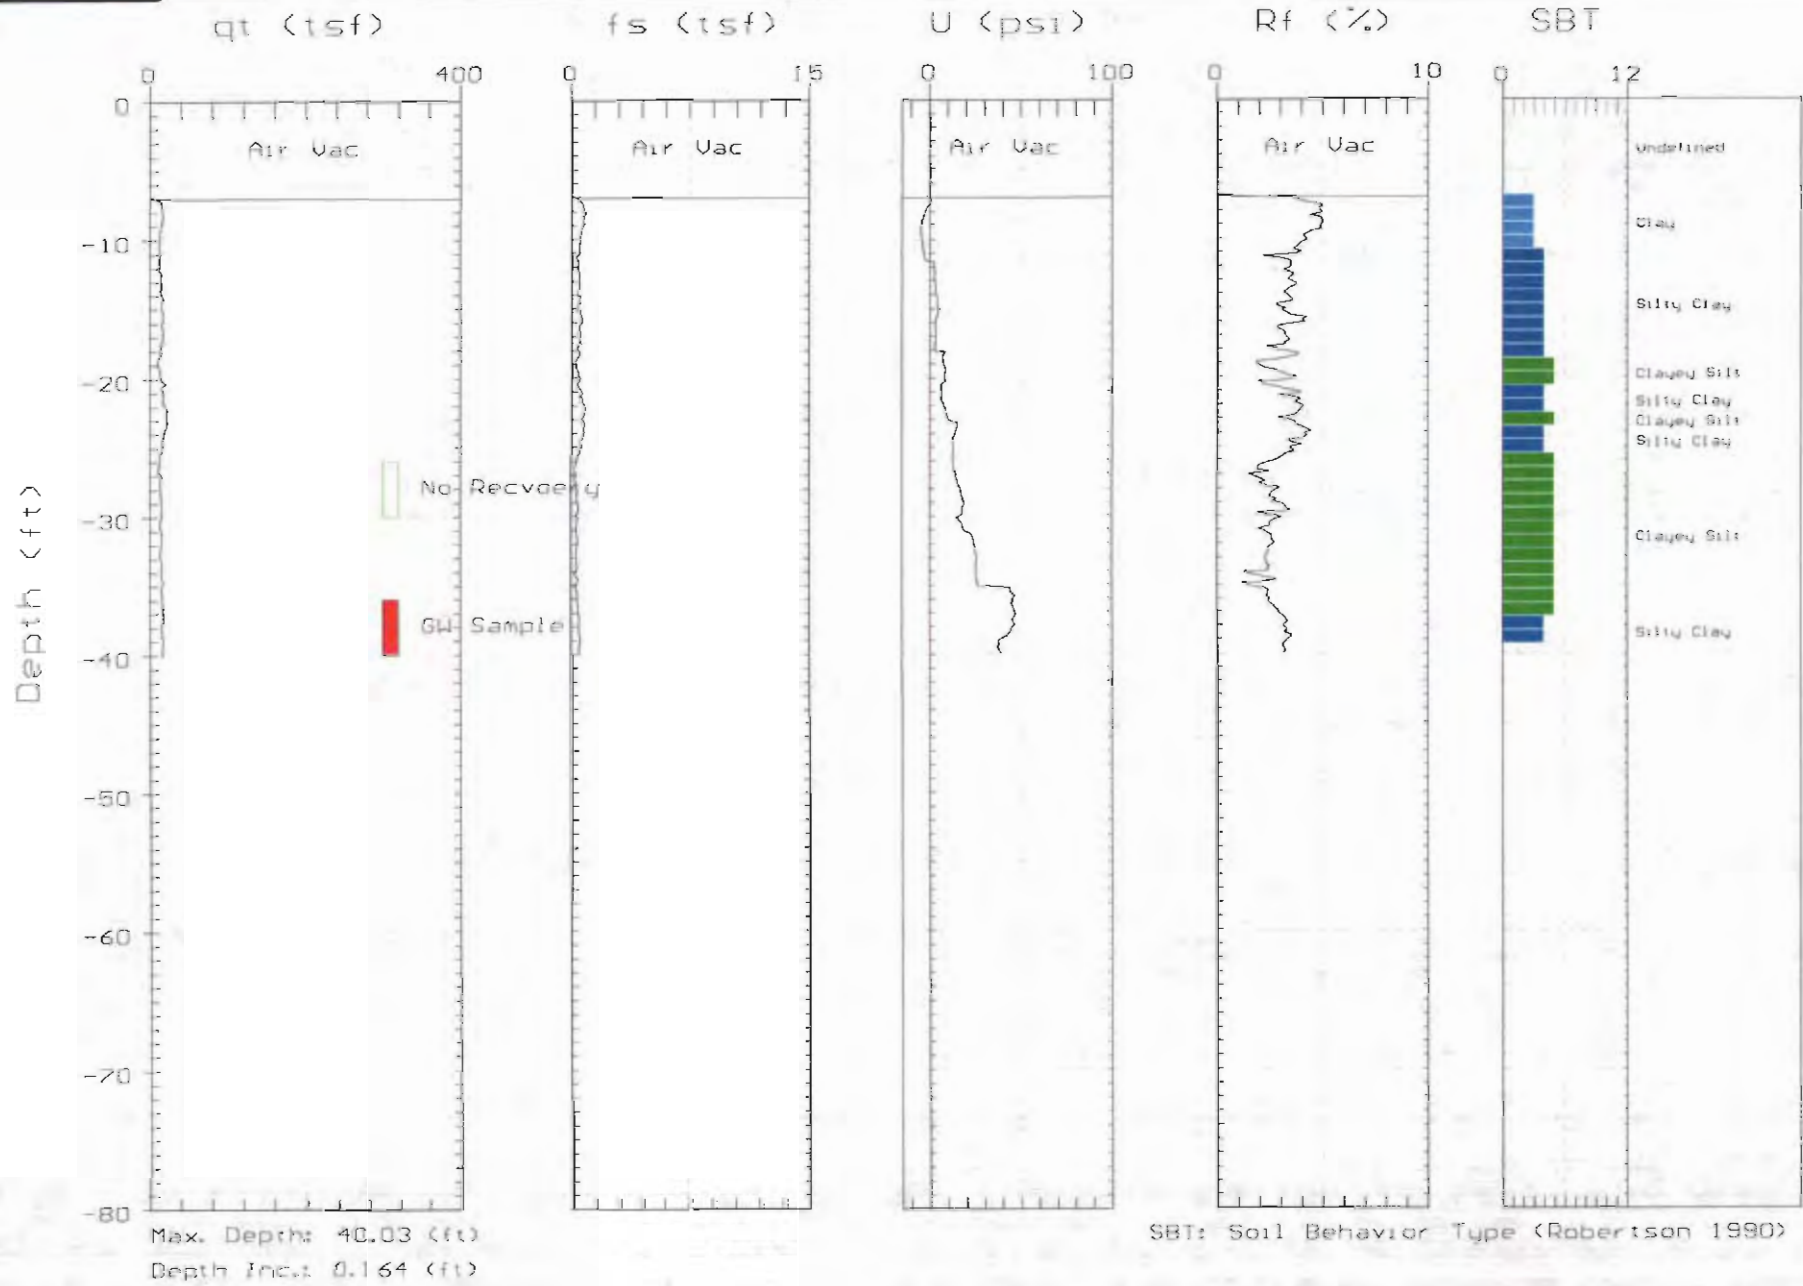 qt (tsf) fs (tsf) U (psi) Rf (%) SBT
0 400 0 15 0 100 0 10 0 12
0
Air Vac Air Vac Air Vac Air Vac Undefined
Clay
-10
Silty Clay
Clayey Silt
-20
Silty Clay
Clayey Silt
Silty Clay
No Recvoery
-30
Clayey Silt
GW Sample
Silty Clay
-40
Depth (ft)
-50
-60
-70
-80
Max. Depth: 40.03 (ft)
SBT: Soil Behavior Type (Robertson 1990)
Depth Inc.: 0.164 (ft)